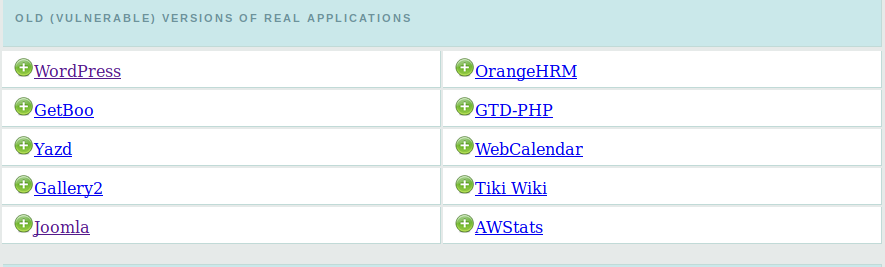 OLD (VULNERABLE) VERSIONS OF REAL APPLICATIONS
WordPress
OrangeHRM
GetBoo
GTD-PHP
Yazd
WebCalendar
Gallery2
Tiki Wiki
Joomla
AWStats